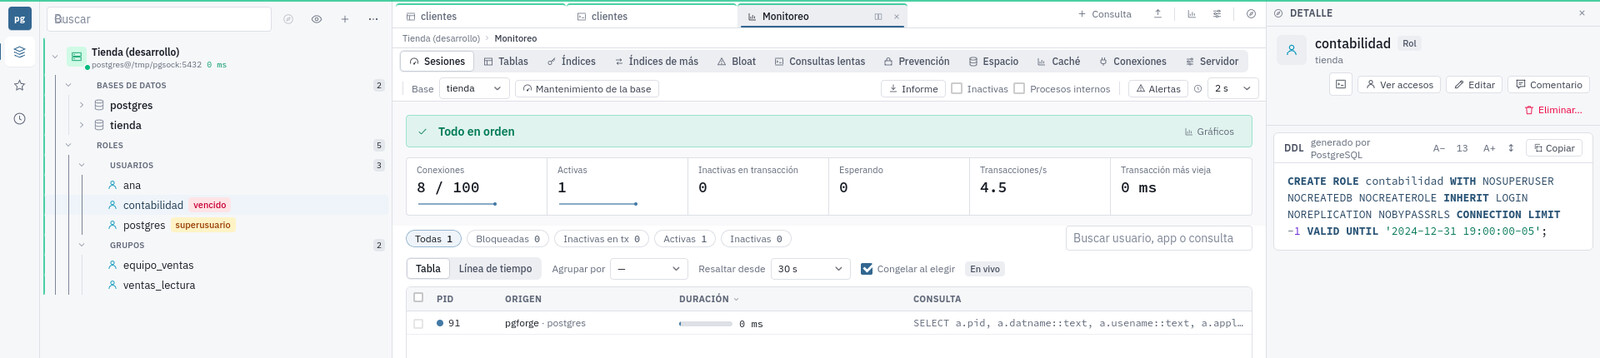 pg
Buscar
Tienda (desarrollo)
postgres@/tmp/pgsock:5432 0 ms
BASES DE DATOS 2
postgres
tienda
ROLES 5
USUARIOS 3
ana
contabilidad vencido
postgres superusuario
GRUPOS 2
equipo_ventas
ventas_lectura
clientes
clientes
Monitoreo ×
+ Consulta
Tienda (desarrollo) › Monitoreo
Sesiones Tablas Índices Índices de más Bloat Consultas lentas Prevención Espacio Caché Conexiones Servidor
Base tienda Mantenimiento de la base Informe Inactivas Procesos internos Alertas 2 s
Todo en orden Gráficos
Conexiones Activas Inactivas en transacción Esperando Transacciones/s Transacción más vieja
8 / 100 1 0 0 4.5 0 ms
Todas 1 Bloqueadas 0 Inactivas en tx 0 Activas 1 Inactivas 0 Buscar usuario, app o consulta
Tabla Línea de tiempo Agrupar por — Resaltar desde 30 s Congelar al elegir En vivo
PID ORIGEN DURACIÓN CONSULTA
91 pgforge · postgres 0 ms SELECT a.pid, a.datname::text, a.usename::text, a.appl…
DETALLE ×
contabilidad Rol
tienda
Ver accesos Editar Comentario
Eliminar...
DDL generado por PostgreSQL A− 13 A+ Copiar
CREATE ROLE contabilidad WITH NOSUPERUSER
NOCREATEDB NOCREATEROLE INHERIT LOGIN
NOREPLICATION NOBYPASSRLS CONNECTION LIMIT
-1 VALID UNTIL '2024-12-31 19:00:00-05';